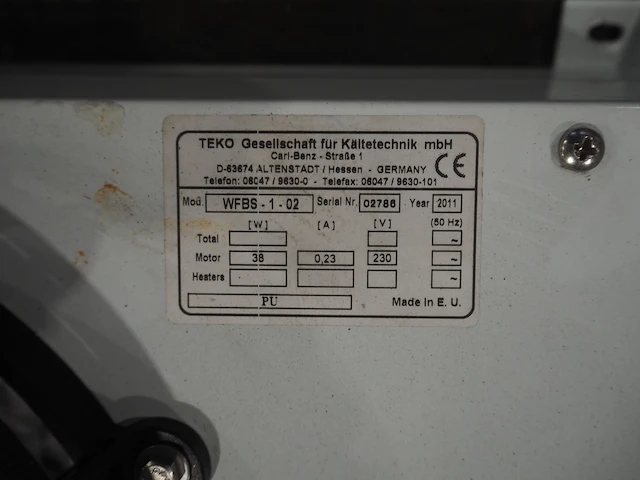 TEKO Gesellschaft für Kältetechnik mbH
Carl-Benz - Straße 1
D-63674 ALTENSTADT / Hessen - GERMANY
Telefon: 06047 / 9630-0 - Telefax: 06047 / 9630-101
CE
Mod. WFBS - 1 - 02 Serial Nr. 02786 Year 2011
[ W ] [ A ] [ V ] (50 Hz)
Total ~
Motor 38 0,23 230 ~
Heaters ~
PU Made in E. U.